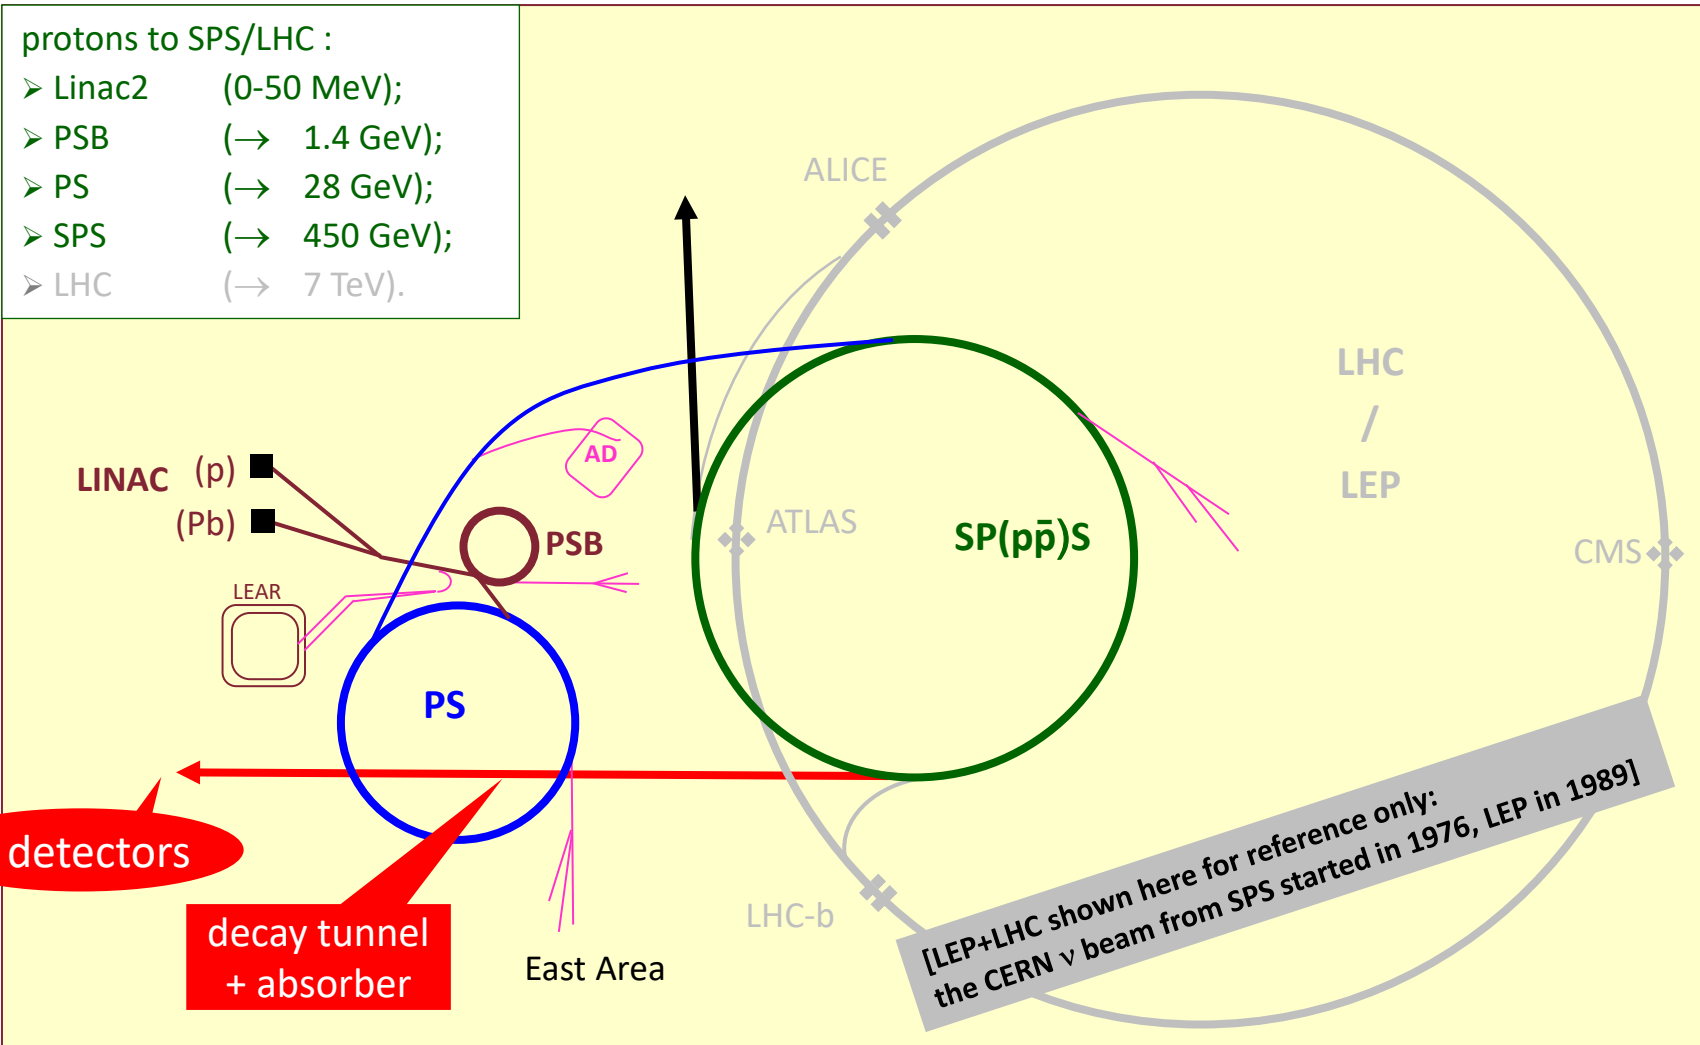 protons to SPS/LHC :
➢ Linac2 (0-50 MeV);
➢ PSB (→ 1.4 GeV);
➢ PS (→ 28 GeV);
➢ SPS (→ 450 GeV);
➢ LHC (→ 7 TeV).
ALICE
LHC
/
LEP
AD
LINAC (p)
(Pb)
ATLAS
SP(pp̄)S
PSB
CMS
LEAR
PS
detectors
decay tunnel
+ absorber
East Area
LHC-b
[LEP+LHC shown here for reference only:
the CERN ν beam from SPS started in 1976, LEP in 1989]